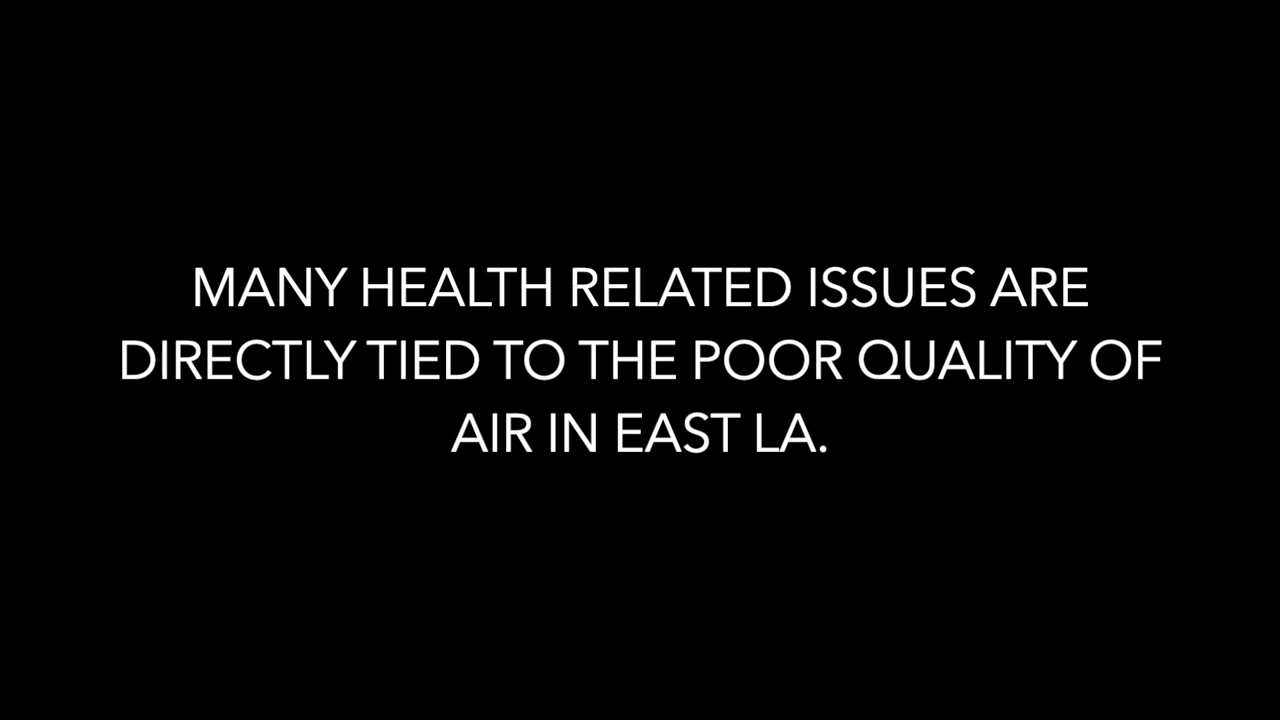 MANY HEALTH RELATED ISSUES ARE
DIRECTLY TIED TO THE POOR QUALITY OF
AIR IN EAST LA.